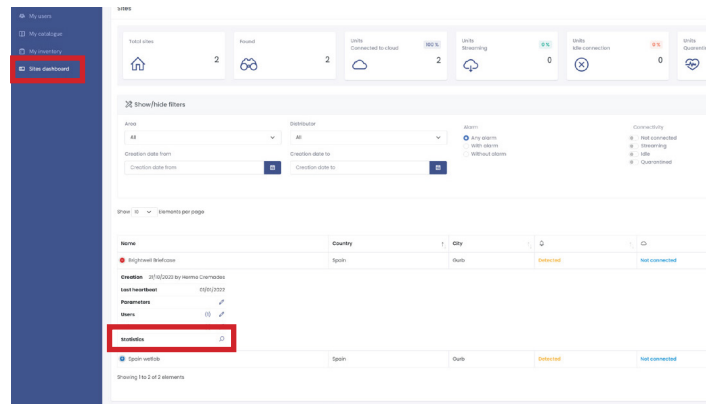 My users
My catalogue
My inventory
Sites dashboard
Sites
Total sites
2
Found
2
Units
Connected to cloud
100 %
2
Units
Streaming
0 %
0
Units
Idle connection
0 %
0
Units
Show/hide filters
Area
All
Distributor
All
Alarm
Any alarm
With alarm
Without alarm
Connectivity
Not connected
Streaming
Idle
Quarantined
Creation date from
Creation date from
Creation date to
Creation date to
Show 10 Elements per page
Name Country City
Brightwell Briefcase Spain Gurb Detected Not connected
Creation
Last heartbeat
Parameters
Users (1)
Statistics
Spain wetlab Spain Gurb Detected Not connected
Showing 1 to 2 of 2 elements